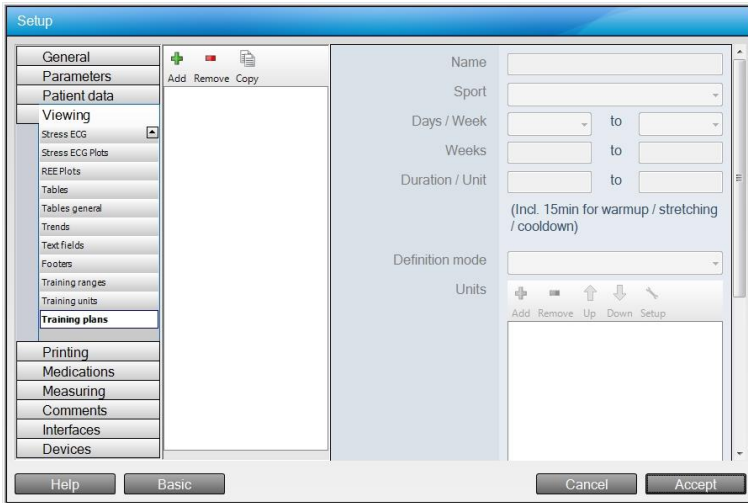 Setup
General
Parameters
Patient data
Viewing
Stress ECG
Stress ECG Plots
REE Plots
Tables
Tables general
Trends
Text fields
Footers
Training ranges
Training units
Training plans
Printing
Medications
Measuring
Comments
Interfaces
Devices
Add Remove Copy
Name
Sport
Days / Week to
Weeks to
Duration / Unit to
(Incl. 15min for warmup / stretching
/ cooldown)
Definition mode
Units
Add Remove Up Down Setup
Help Basic Cancel Accept